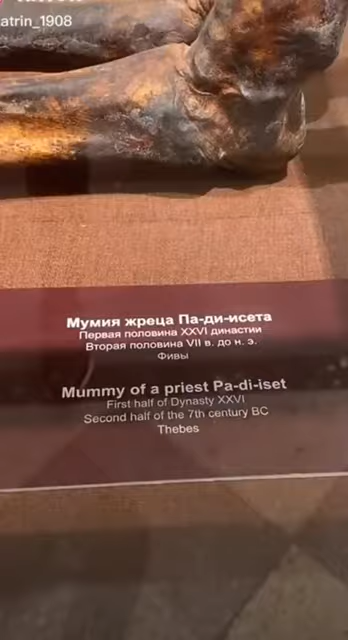 atrin_1908
Мумия жреца Па-ди-исета
Первая половина XXVI династии
Вторая половина VII в. до н. э.
Фивы
Mummy of a priest Pa-di-iset
First half of Dynasty XXVI
Second half of the 7th century BC
Thebes